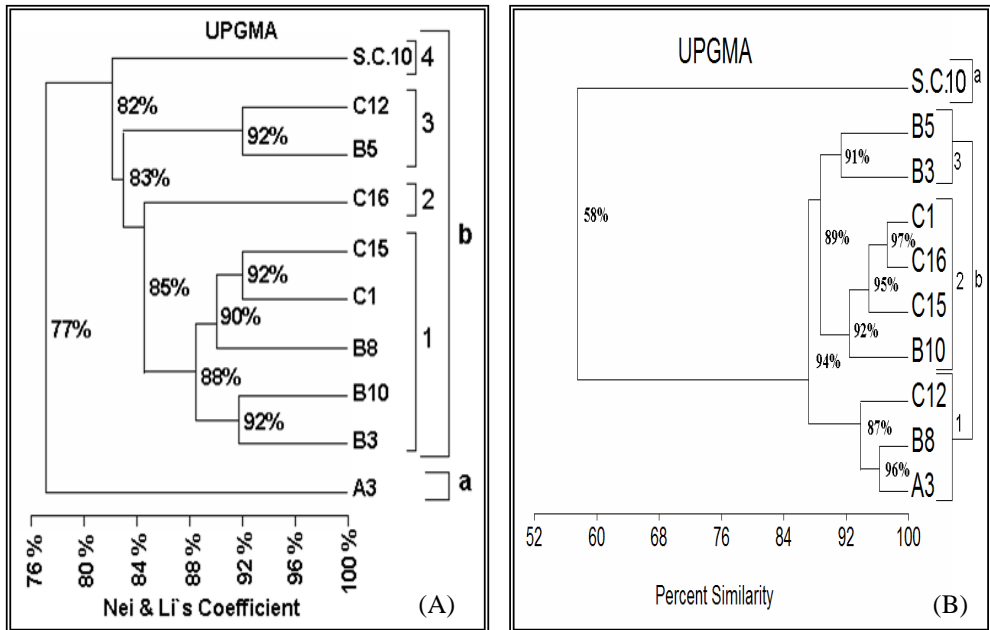 UPGMA
S.C.10
4
82%
C12
3
92%
B5
83%
C16
2
b
C15
92%
85%
C1
90%
1
77%
B8
88%
B10
92%
B3
A3
a
76 %
80 %
84 %
88 %
92 %
96 %
100 %
Nei & Li`s Coefficient
(A)
UPGMA
S.C.10
a
B5
91%
3
B3
C1
58%
89%
97%
C16
2
b
95%
C15
92%
B10
94%
C12
1
87%
B8
96%
A3
52 60 68 76 84 92 100
Percent Similarity
(B)